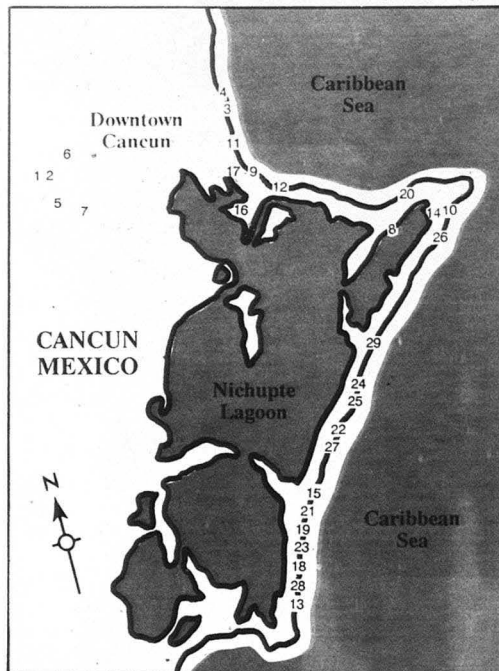 Caribbean
Sea
4
3
Downtown
Cancun
11
6
17 9
1 2
12
20
5
7
16
14 10
8
26
CANCUN
MEXICO
29
Nichupte
Lagoon
24
25
22
27
15
N
21
19
Caribbean
Sea
23
18
28
13